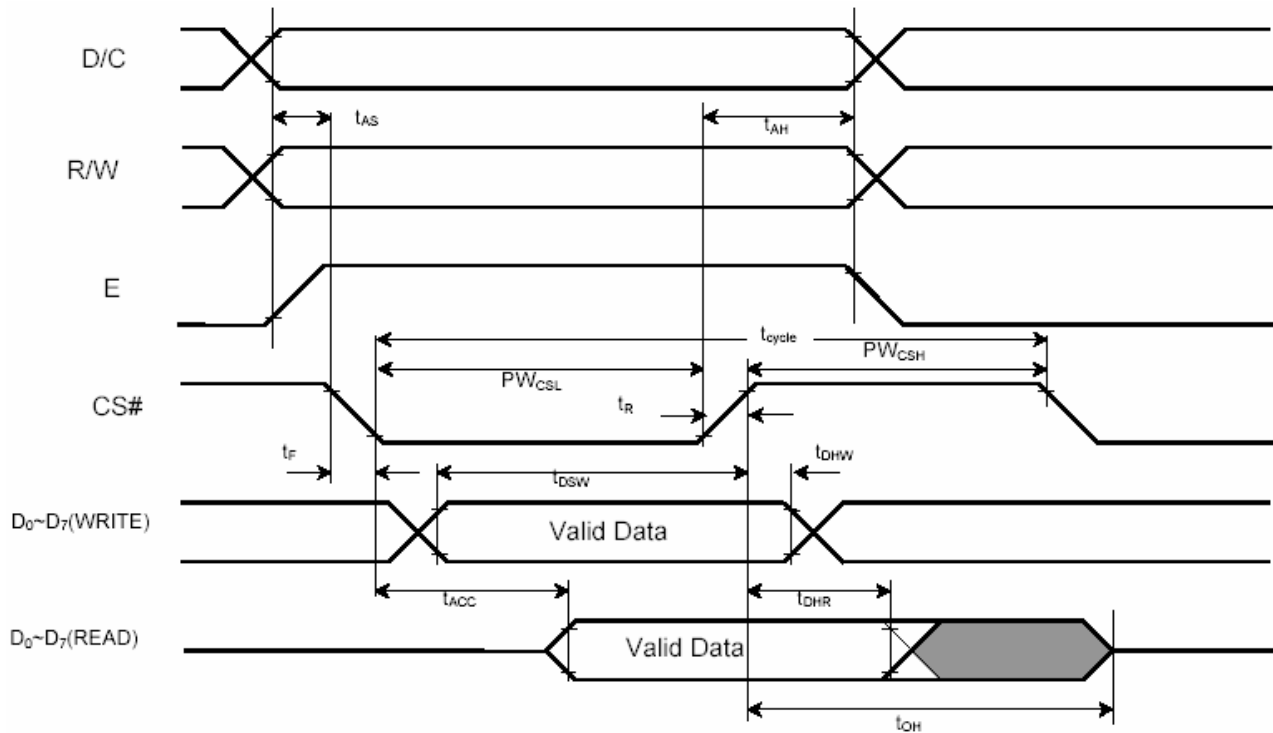 D/C
tAS
tAH
R/W
E
tcycle
PWCSH
PWCSL
CS#
tR
tF
tDSW
tDHW
D0~D7(WRITE)
Valid Data
tACC
tDHR
D0~D7(READ)
Valid Data
tOH